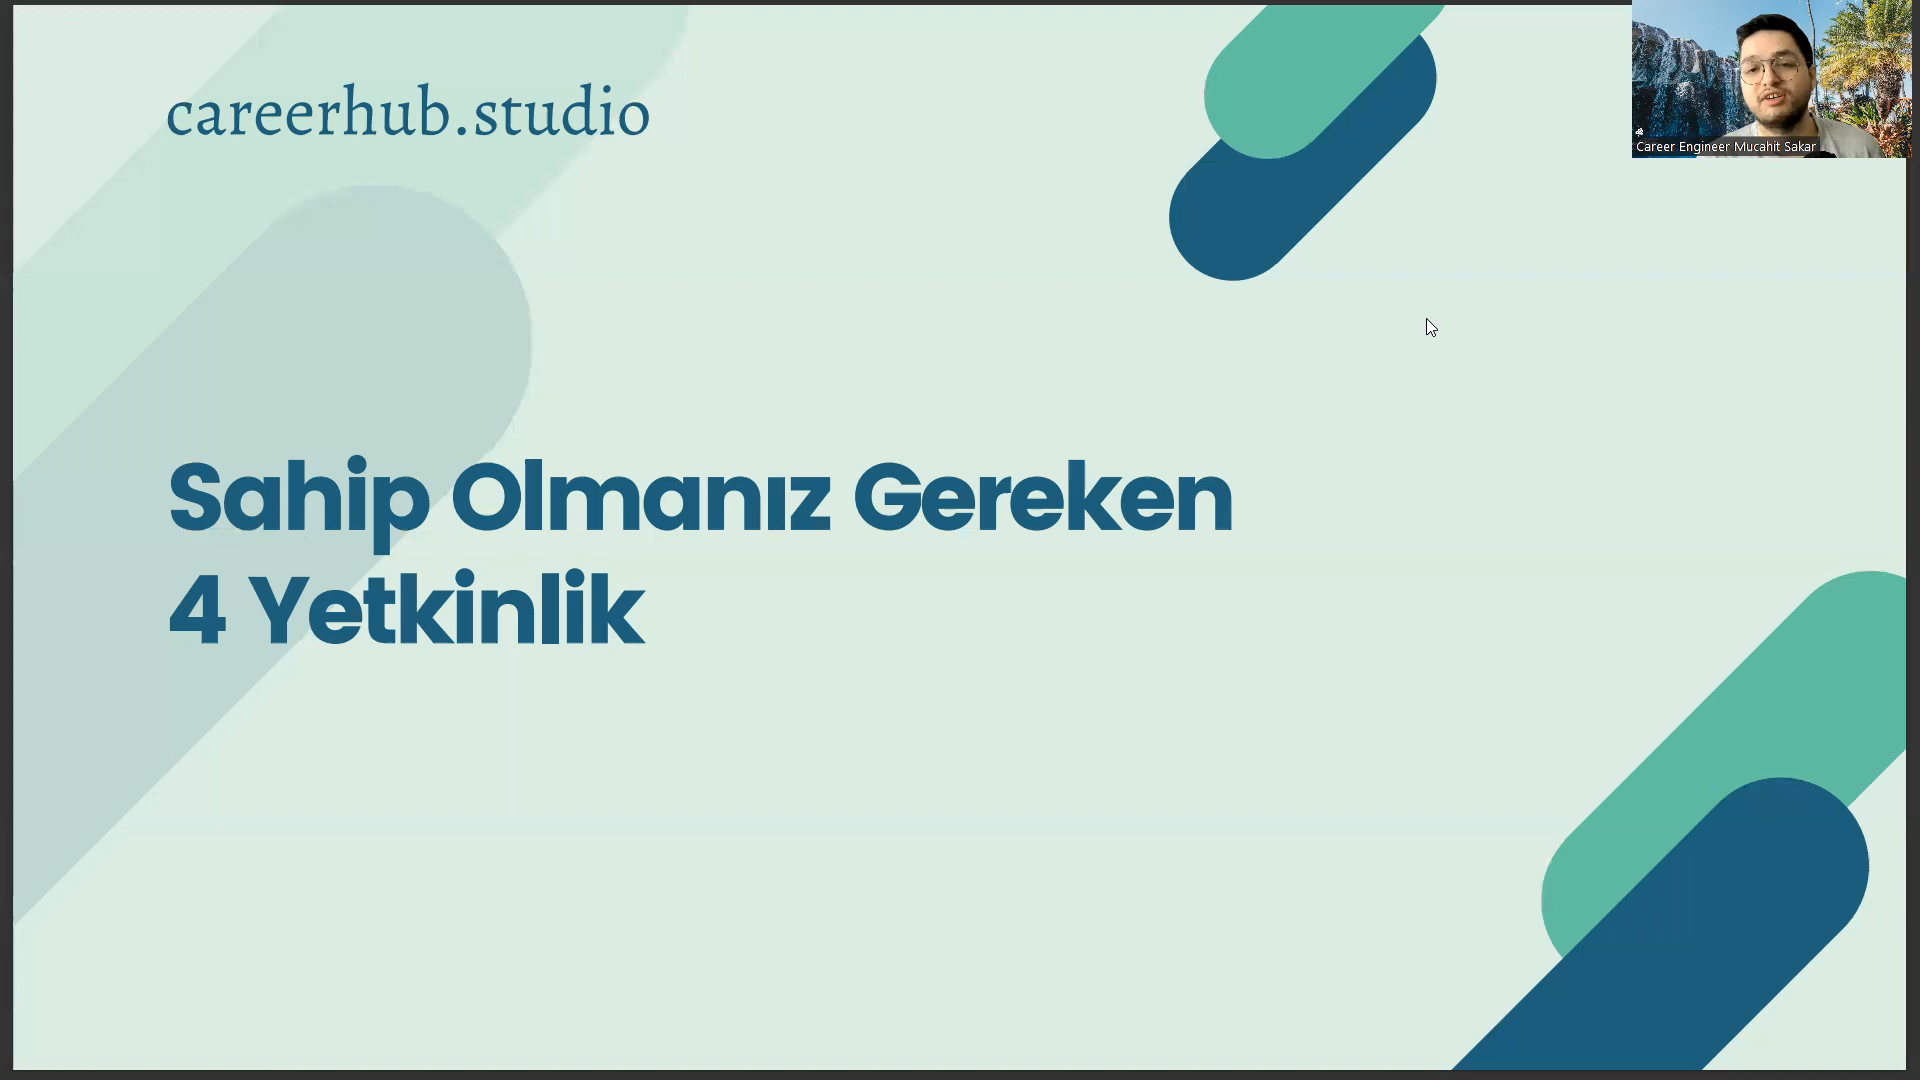 careerhub.studio
Career Engineer Mucahit Sakar
Sahip Olmanız Gereken
4 Yetkinlik